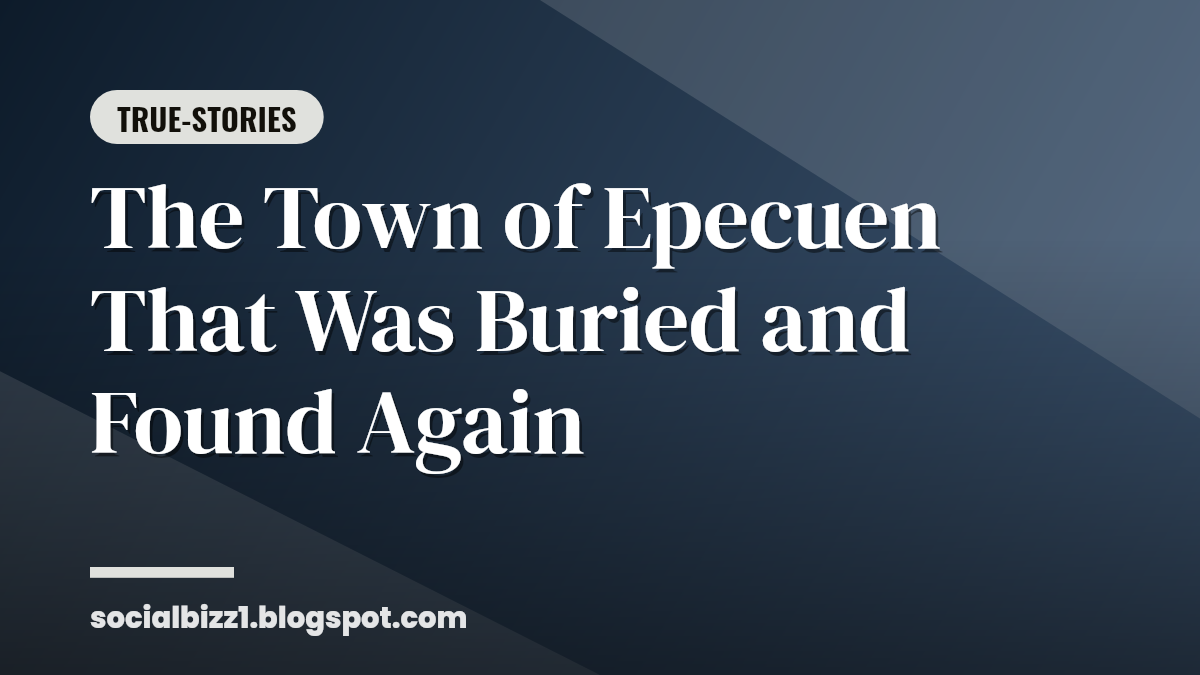 TRUE-STORIES
The Town of Epecuen
That Was Buried and
Found Again
socialbizz1.blogspot.com